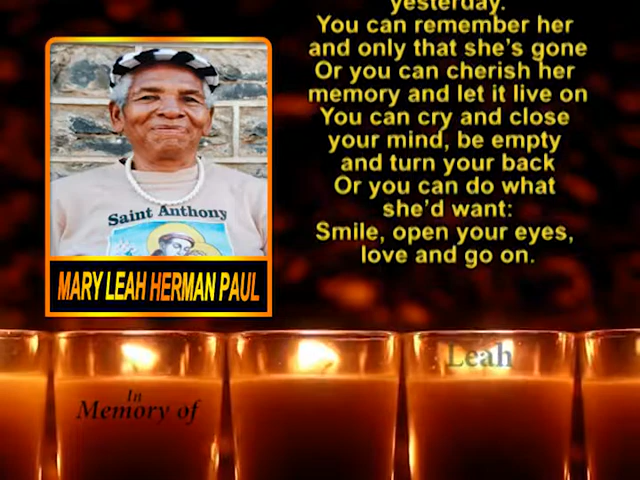 yesterday.
You can remember her
and only that she's gone
Or you can cherish her
memory and let it live on
You can cry and close
your mind, be empty
and turn your back
Or you can do what
she'd want:
Smile, open your eyes,
love and go on.
Saint Anthony
MARY LEAH HERMAN PAUL
In
Memory of
Leah